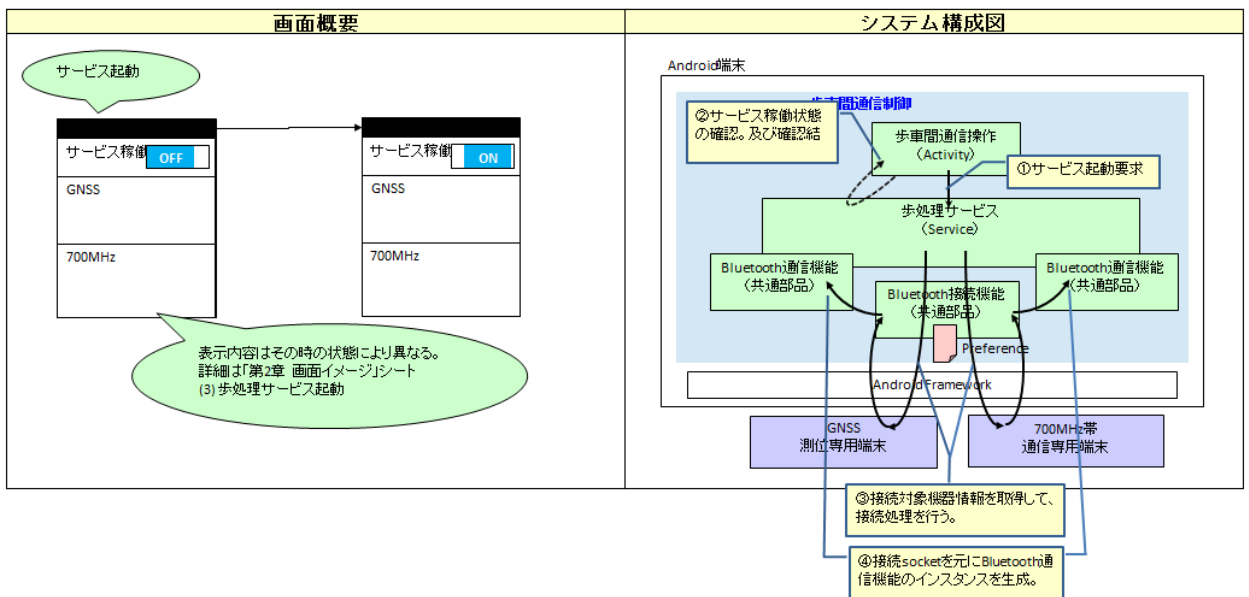 画面概要
サービス起動
サービス稼働
OFF
GNSS
700MHz
サービス稼働
ON
GNSS
700MHz
表示内容はその時の状態により異なる。
詳細は「第2章 画面イメージ」シート
(3) 歩処理サービス起動
システム構成図
Android端末
歩車間通信制御
②サービス稼働状態
の確認。及び確認結
歩車間通信操作
(Activity)
①サービス起動要求
歩処理サービス
(Service)
Bluetooth通信機能
(共通部品)
Bluetooth接続機能
(共通部品)
Bluetooth通信機能
(共通部品)
Preference
Android Framework
GNSS
測位専用端末
700MHz帯
通信専用端末
③接続対象機器情報を取得して、
接続処理を行う。
④接続socketを元にBluetooth通
信機能のインスタンスを生成。